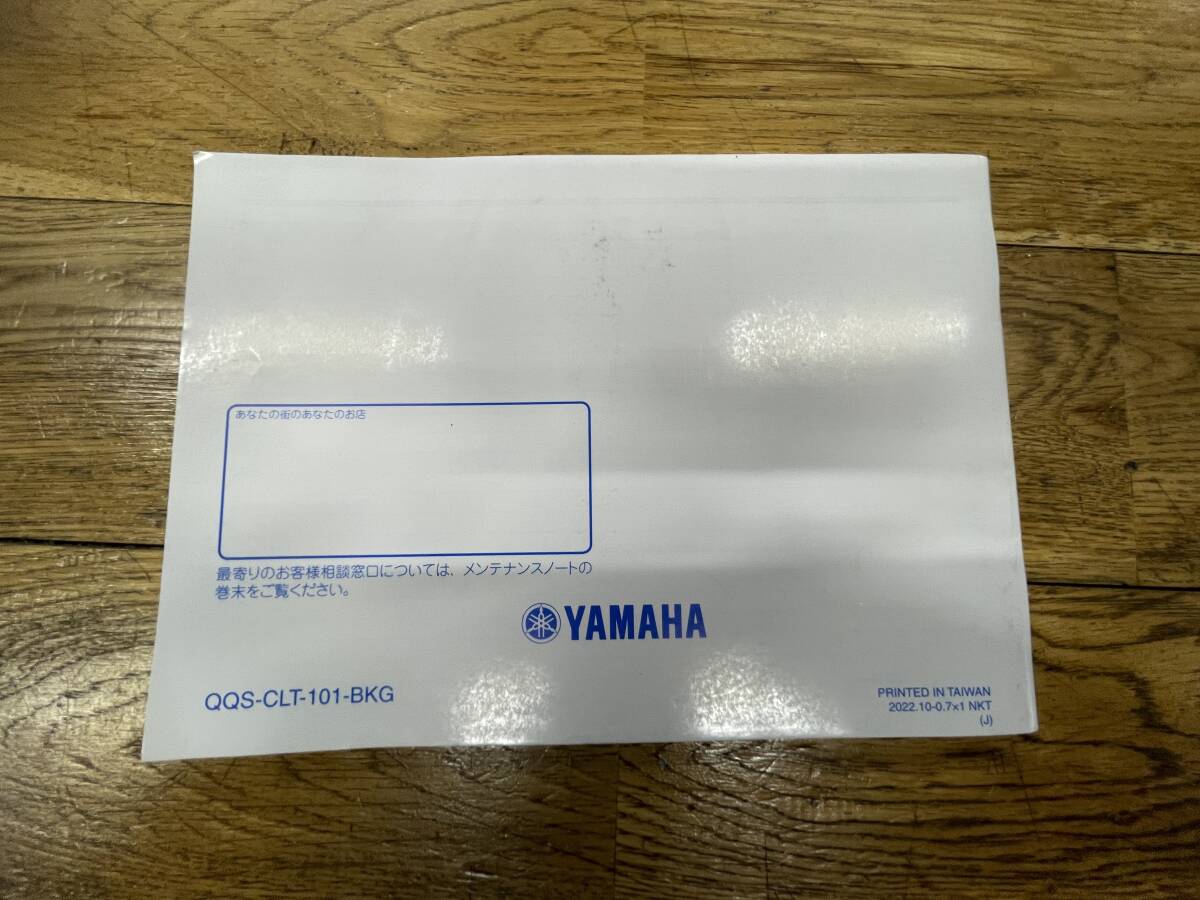 あなたの街のあなたのお店
最寄りのお客様相談窓口については、メンテナンスノートの
巻末をご覧ください。
YAMAHA
QQS-CLT-101-BKG
PRINTED IN TAIWAN
2022.10-0.7×1 NKT
(J)